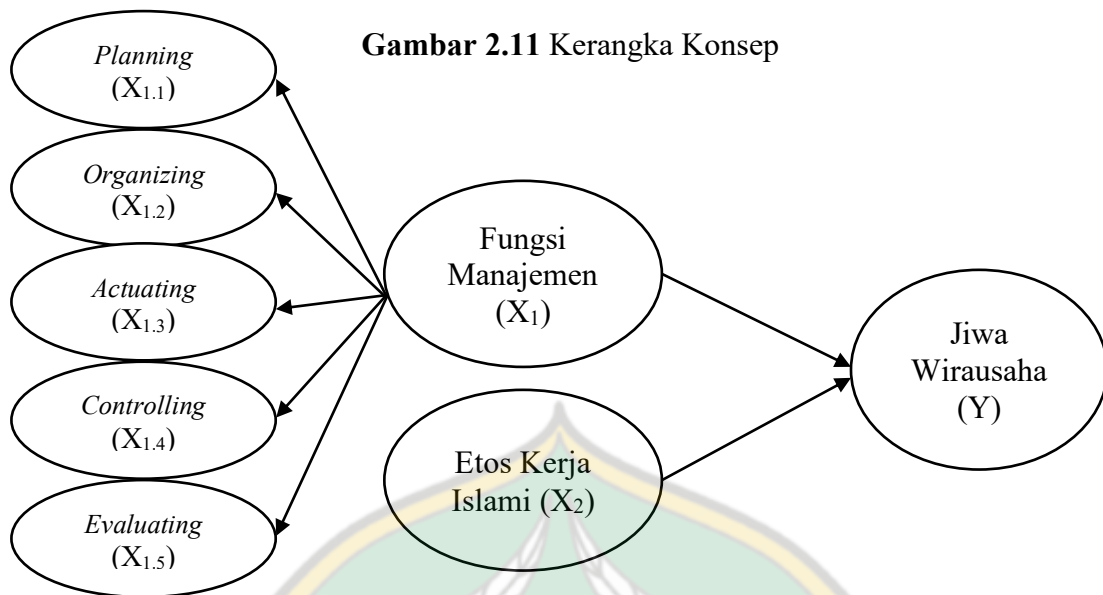 Gambar 2.11 Kerangka Konsep
Planning
(X1.1)
Organizing
(X1.2)
Actuating
(X1.3)
Controlling
(X1.4)
Evaluating
(X1.5)
Fungsi
Manajemen
(X1)
Etos Kerja
Islami (X2)
Jiwa
Wirausaha
(Y)